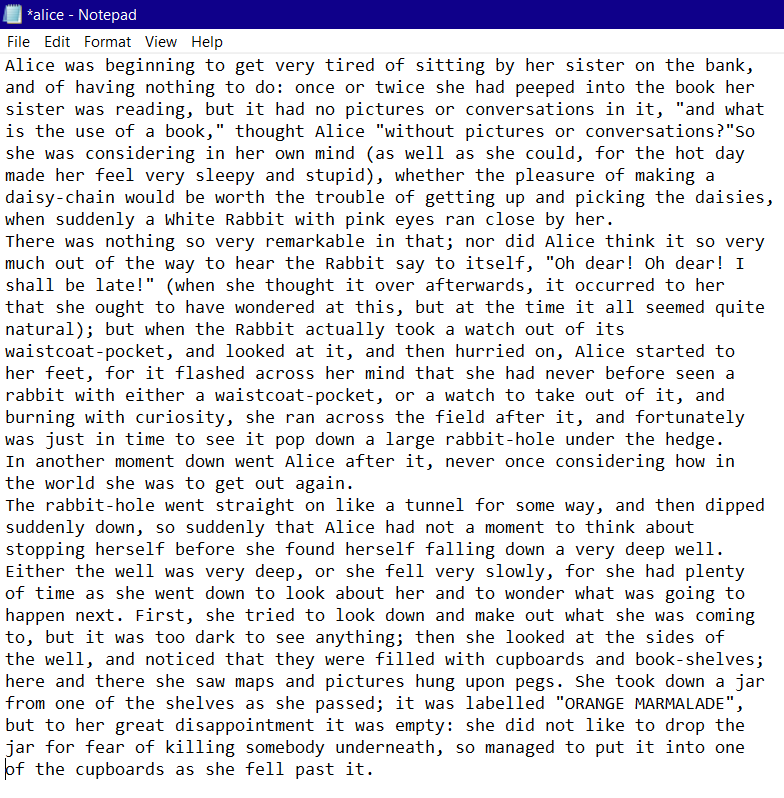 *alice - Notepad
File Edit Format View Help
Alice was beginning to get very tired of sitting by her sister on the bank,
and of having nothing to do: once or twice she had peeped into the book her
sister was reading, but it had no pictures or conversations in it, "and what
is the use of a book," thought Alice "without pictures or conversations?"So
she was considering in her own mind (as well as she could, for the hot day
made her feel very sleepy and stupid), whether the pleasure of making a
daisy-chain would be worth the trouble of getting up and picking the daisies,
when suddenly a White Rabbit with pink eyes ran close by her.
There was nothing so very remarkable in that; nor did Alice think it so very
much out of the way to hear the Rabbit say to itself, "Oh dear! Oh dear! I
shall be late!" (when she thought it over afterwards, it occurred to her
that she ought to have wondered at this, but at the time it all seemed quite
natural); but when the Rabbit actually took a watch out of its
waistcoat-pocket, and looked at it, and then hurried on, Alice started to
her feet, for it flashed across her mind that she had never before seen a
rabbit with either a waistcoat-pocket, or a watch to take out of it, and
burning with curiosity, she ran across the field after it, and fortunately
was just in time to see it pop down a large rabbit-hole under the hedge.
In another moment down went Alice after it, never once considering how in
the world she was to get out again.
The rabbit-hole went straight on like a tunnel for some way, and then dipped
suddenly down, so suddenly that Alice had not a moment to think about
stopping herself before she found herself falling down a very deep well.
Either the well was very deep, or she fell very slowly, for she had plenty
of time as she went down to look about her and to wonder what was going to
happen next. First, she tried to look down and make out what she was coming
to, but it was too dark to see anything; then she looked at the sides of
the well, and noticed that they were filled with cupboards and book-shelves;
here and there she saw maps and pictures hung upon pegs. She took down a jar
from one of the shelves as she passed; it was labelled "ORANGE MARMALADE",
but to her great disappointment it was empty: she did not like to drop the
jar for fear of killing somebody underneath, so managed to put it into one
of the cupboards as she fell past it.